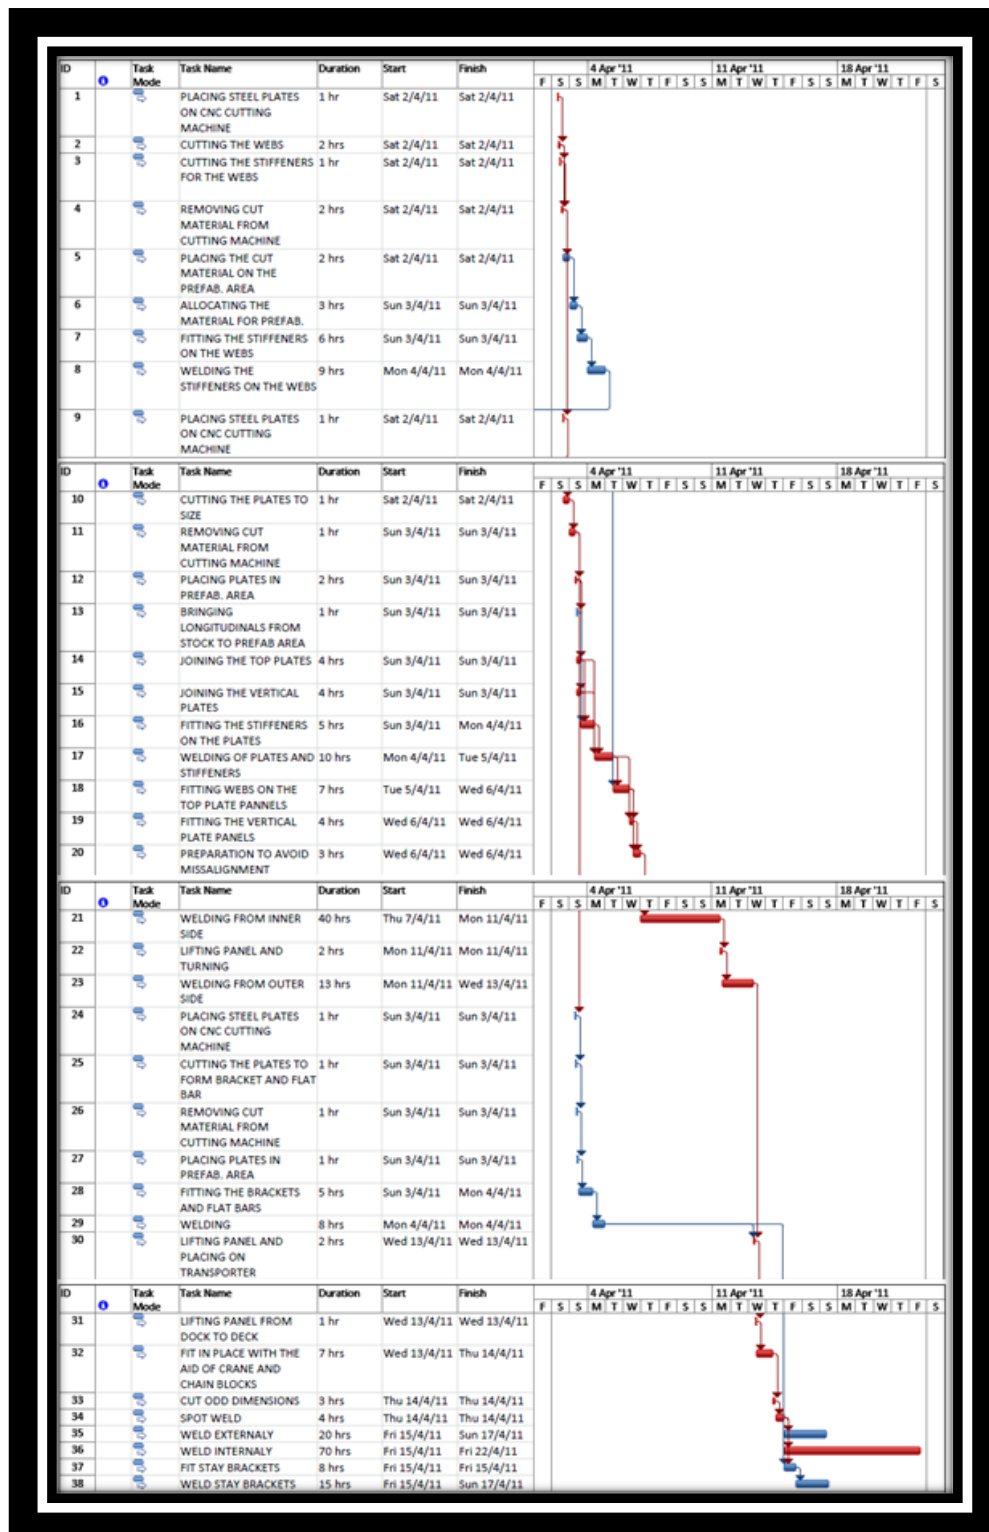 ID Task Mode Task Name Duration Start Finish 4 Apr '11 11 Apr '11 18 Apr '11
F S S M T W T F S S M T W T F S S M T W T F S
1 PLACING STEEL PLATES ON CNC CUTTING MACHINE 1 hr Sat 2/4/11 Sat 2/4/11
2 CUTTING THE WEBS 2 hrs Sat 2/4/11 Sat 2/4/11
3 CUTTING THE STIFFENERS FOR THE WEBS 1 hr Sat 2/4/11 Sat 2/4/11
4 REMOVING CUT MATERIAL FROM CUTTING MACHINE 2 hrs Sat 2/4/11 Sat 2/4/11
5 PLACING THE CUT MATERIAL ON THE PREFAB. AREA 2 hrs Sat 2/4/11 Sat 2/4/11
6 ALLOCATING THE MATERIAL FOR PREFAB. 3 hrs Sun 3/4/11 Sun 3/4/11
7 FITTING THE STIFFENERS ON THE WEBS 6 hrs Sun 3/4/11 Sun 3/4/11
8 WELDING THE STIFFENERS ON THE WEBS 9 hrs Mon 4/4/11 Mon 4/4/11
9 PLACING STEEL PLATES ON CNC CUTTING MACHINE 1 hr Sat 2/4/11 Sat 2/4/11
ID Task Mode Task Name Duration Start Finish 4 Apr '11 11 Apr '11 18 Apr '11
F S S M T W T F S S M T W T F S S M T W T F S
10 CUTTING THE PLATES TO SIZE 1 hr Sat 2/4/11 Sat 2/4/11
11 REMOVING CUT MATERIAL FROM CUTTING MACHINE 1 hr Sun 3/4/11 Sun 3/4/11
12 PLACING PLATES IN PREFAB. AREA 2 hrs Sun 3/4/11 Sun 3/4/11
13 BRINGING LONGITUDINALS FROM STOCK TO PREFAB AREA 1 hr Sun 3/4/11 Sun 3/4/11
14 JOINING THE TOP PLATES 4 hrs Sun 3/4/11 Sun 3/4/11
15 JOINING THE VERTICAL PLATES 4 hrs Sun 3/4/11 Sun 3/4/11
16 FITTING THE STIFFENERS ON THE PLATES 5 hrs Sun 3/4/11 Mon 4/4/11
17 WELDING OF PLATES AND STIFFENERS 10 hrs Mon 4/4/11 Tue 5/4/11
18 FITTING WEBS ON THE TOP PLATE PANNELS 7 hrs Tue 5/4/11 Wed 6/4/11
19 FITTING THE VERTICAL PLATE PANELS 4 hrs Wed 6/4/11 Wed 6/4/11
20 PREPARATION TO AVOID MISSALIGNMENT 3 hrs Wed 6/4/11 Wed 6/4/11
ID Task Mode Task Name Duration Start Finish 4 Apr '11 11 Apr '11 18 Apr '11
F S S M T W T F S S M T W T F S S M T W T F S
21 WELDING FROM INNER SIDE 40 hrs Thu 7/4/11 Mon 11/4/11
22 LIFTING PANEL AND TURNING 2 hrs Mon 11/4/11 Mon 11/4/11
23 WELDING FROM OUTER SIDE 13 hrs Mon 11/4/11 Wed 13/4/11
24 PLACING STEEL PLATES ON CNC CUTTING MACHINE 1 hr Sun 3/4/11 Sun 3/4/11
25 CUTTING THE PLATES TO FORM BRACKET AND FLAT BAR 1 hr Sun 3/4/11 Sun 3/4/11
26 REMOVING CUT MATERIAL FROM CUTTING MACHINE 1 hr Sun 3/4/11 Sun 3/4/11
27 PLACING PLATES IN PREFAB. AREA 1 hr Sun 3/4/11 Sun 3/4/11
28 FITTING THE BRACKETS AND FLAT BARS 5 hrs Sun 3/4/11 Mon 4/4/11
29 WELDING 8 hrs Mon 4/4/11 Mon 4/4/11
30 LIFTING PANEL AND PLACING ON TRANSPORTER 2 hrs Wed 13/4/11 Wed 13/4/11
ID Task Mode Task Name Duration Start Finish 4 Apr '11 11 Apr '11 18 Apr '11
F S S M T W T F S S M T W T F S S M T W T F S
31 LIFTING PANEL FROM DOCK TO DECK 1 hr Wed 13/4/11 Wed 13/4/11
32 FIT IN PLACE WITH THE AID OF CRANE AND CHAIN BLOCKS 7 hrs Wed 13/4/11 Thu 14/4/11
33 CUT ODD DIMENSIONS 3 hrs Thu 14/4/11 Thu 14/4/11
34 SPOT WELD 4 hrs Thu 14/4/11 Thu 14/4/11
35 WELD EXTERNALY 20 hrs Fri 15/4/11 Sun 17/4/11
36 WELD INTERNALY 70 hrs Fri 15/4/11 Fri 22/4/11
37 FIT STAY BRACKETS 8 hrs Fri 15/4/11 Fri 15/4/11
38 WELD STAY BRACKETS 15 hrs Fri 15/4/11 Sun 17/4/11